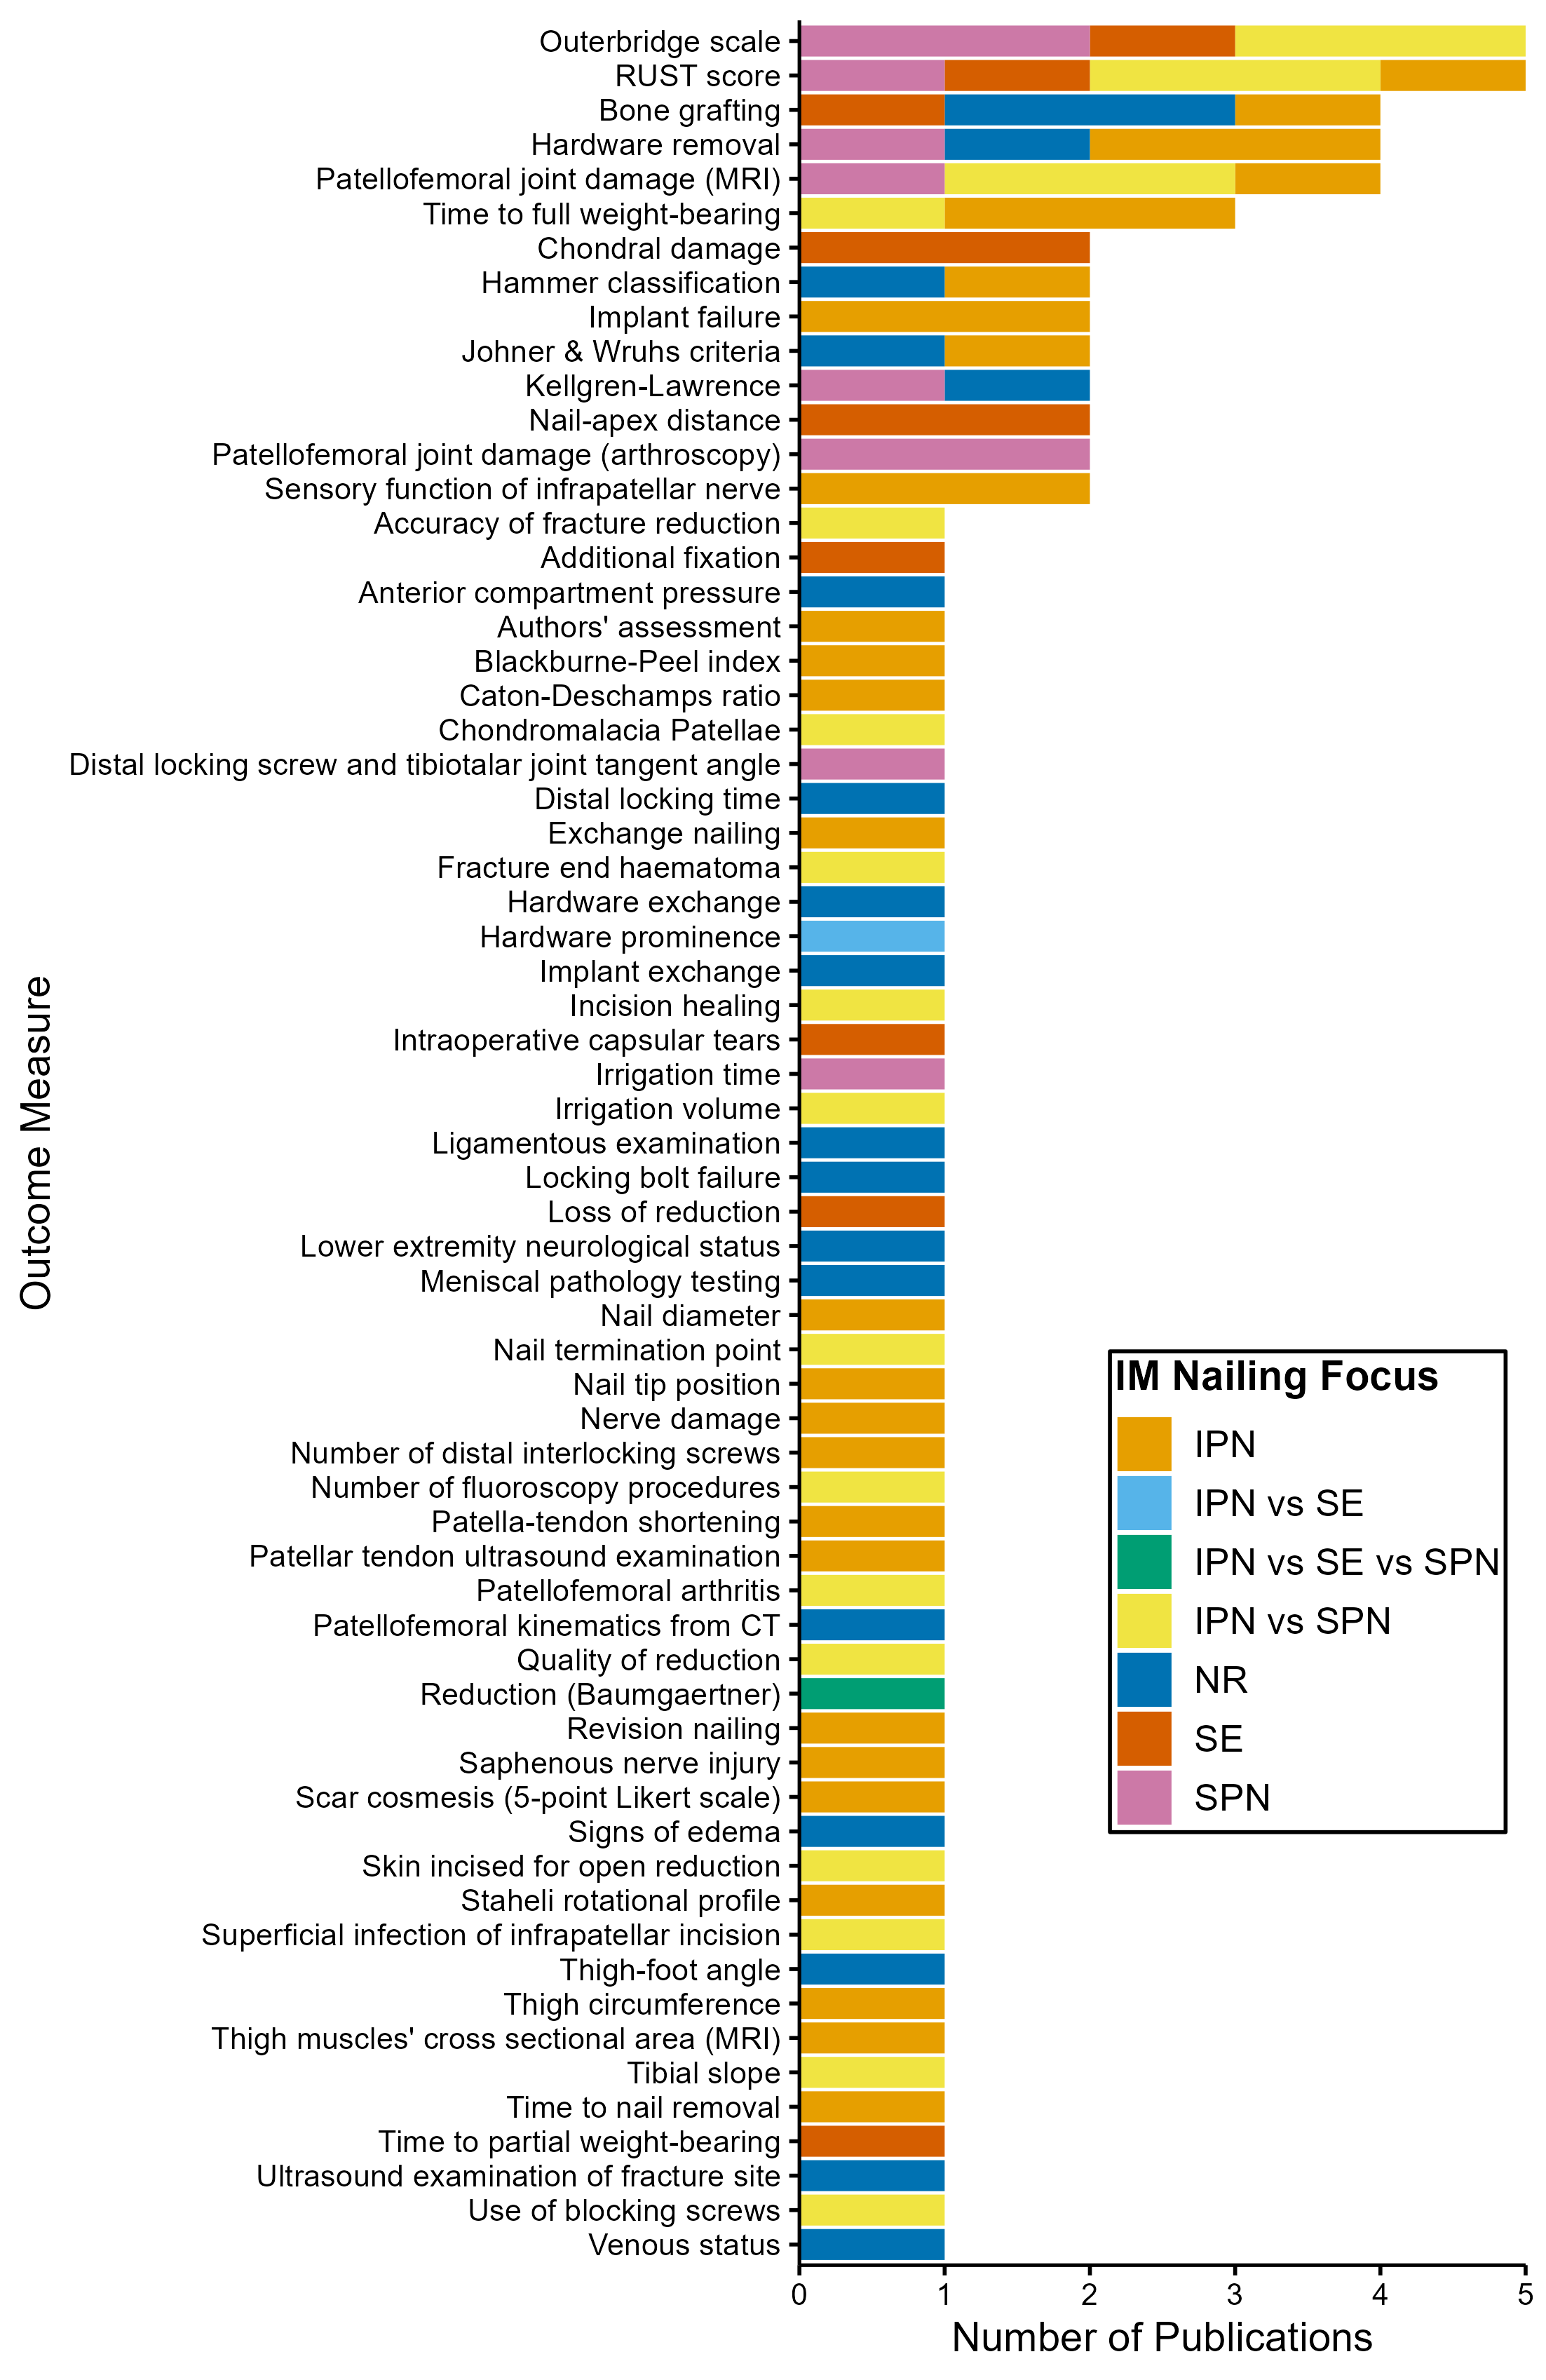 Outerbridge scale
RUST score
Bone grafting
Hardware removal
Patellofemoral joint damage (MRI)
Time to full weight-bearing
Chondral damage
Hammer classification
Implant failure
Johner & Wruhs criteria
Kellgren-Lawrence
Nail-apex distance
Patellofemoral joint damage (arthroscopy)
Sensory function of infrapatellar nerve
Accuracy of fracture reduction
Additional fixation
Anterior compartment pressure
Authors' assessment
Blackburne-Peel index
Caton-Deschamps ratio
Chondromalacia Patellae
Distal locking screw and tibiotalar joint tangent angle
Distal locking time
Exchange nailing
Fracture end haematoma
Hardware exchange
Hardware prominence
Implant exchange
Incision healing
Intraoperative capsular tears
Irrigation time
Irrigation volume
Ligamentous examination
Locking bolt failure
Loss of reduction
Lower extremity neurological status
Meniscal pathology testing
Nail diameter
Nail termination point
Nail tip position
Nerve damage
Number of distal interlocking screws
Number of fluoroscopy procedures
Patella-tendon shortening
Patellar tendon ultrasound examination
Patellofemoral arthritis
Patellofemoral kinematics from CT
Quality of reduction
Reduction (Baumgaertner)
Revision nailing
Saphenous nerve injury
Scar cosmesis (5-point Likert scale)
Signs of edema
Skin incised for open reduction
Staheli rotational profile
Superficial infection of infrapatellar incision
Thigh-foot angle
Thigh circumference
Thigh muscles' cross sectional area (MRI)
Tibial slope
Time to nail removal
Time to partial weight-bearing
Ultrasound examination of fracture site
Use of blocking screws
Venous status
Outcome Measure
0 1 2 3 4 5
Number of Publications
IM Nailing Focus
IPN
IPN vs SE
IPN vs SE vs SPN
IPN vs SPN
NR
SE
SPN